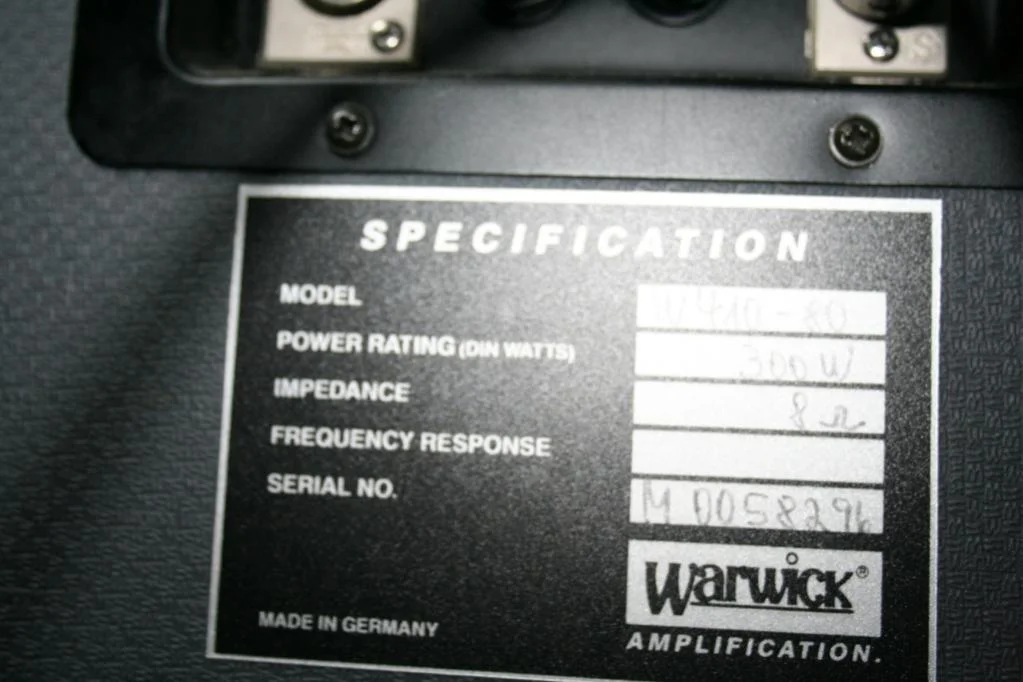 SPECIFICATION
MODEL W410-80
POWER RATING (DIN WATTS) 300 W
IMPEDANCE 8 Ω
FREQUENCY RESPONSE
SERIAL NO. M 0058296
Warwick®
MADE IN GERMANY
AMPLIFICATION.